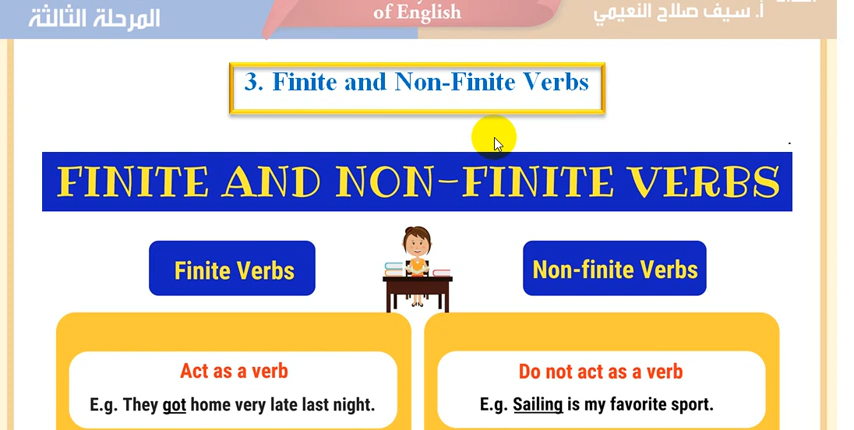 of English
أ. سيف صلاح النعيمي
المرحلة الثالثة
3. Finite and Non-Finite Verbs
FINITE AND NON-FINITE VERBS
Finite Verbs
Non-finite Verbs
Act as a verb
E.g. They got home very late last night.
Do not act as a verb
E.g. Sailing is my favorite sport.